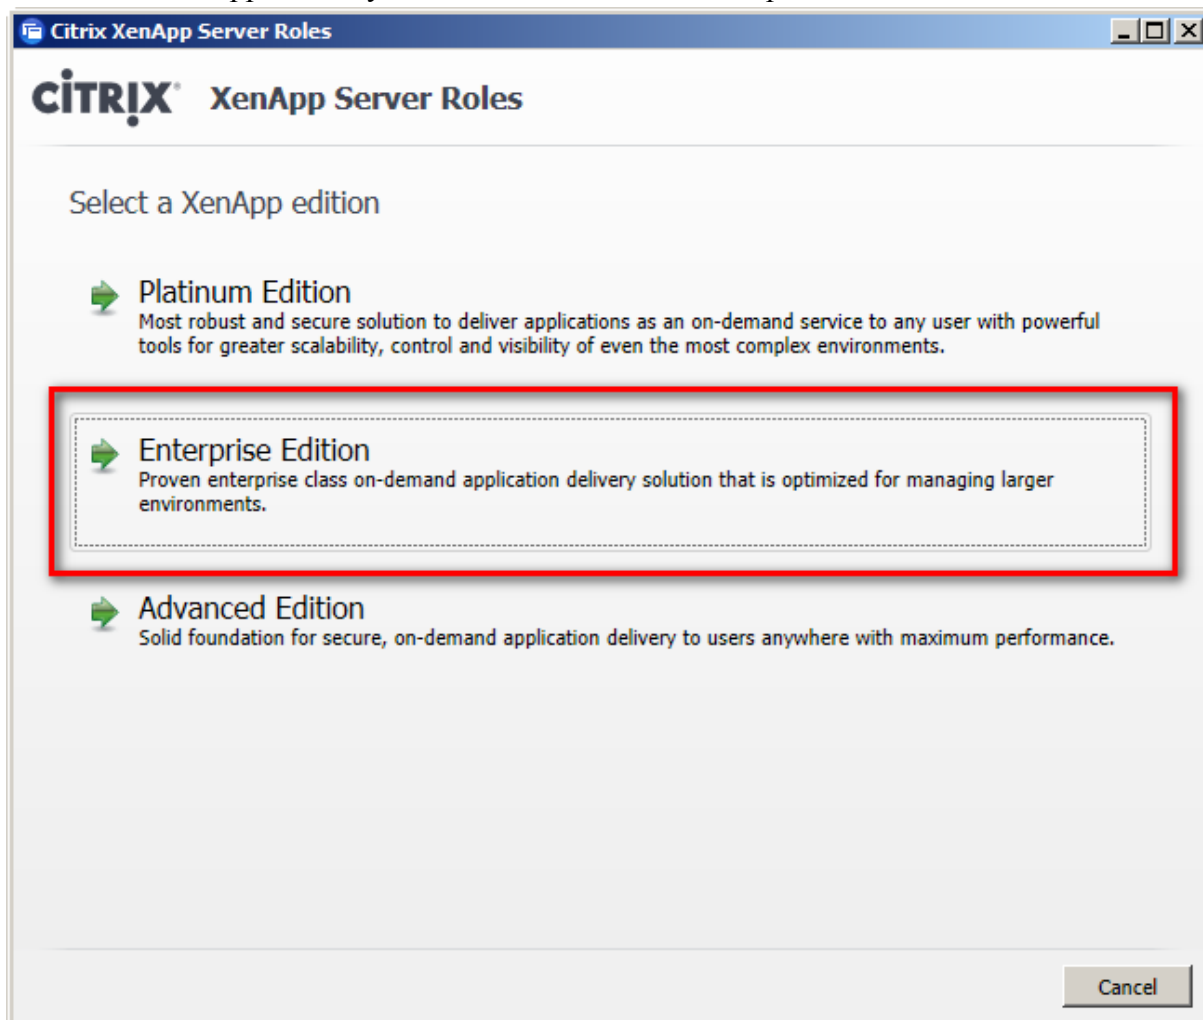 Citrix XenApp Server Roles
CİTRIX XenApp Server Roles
Select a XenApp edition
Platinum Edition
Most robust and secure solution to deliver applications as an on-demand service to any user with powerful
tools for greater scalability, control and visibility of even the most complex environments.
Enterprise Edition
Proven enterprise class on-demand application delivery solution that is optimized for managing larger
environments.
Advanced Edition
Solid foundation for secure, on-demand application delivery to users anywhere with maximum performance.
Cancel